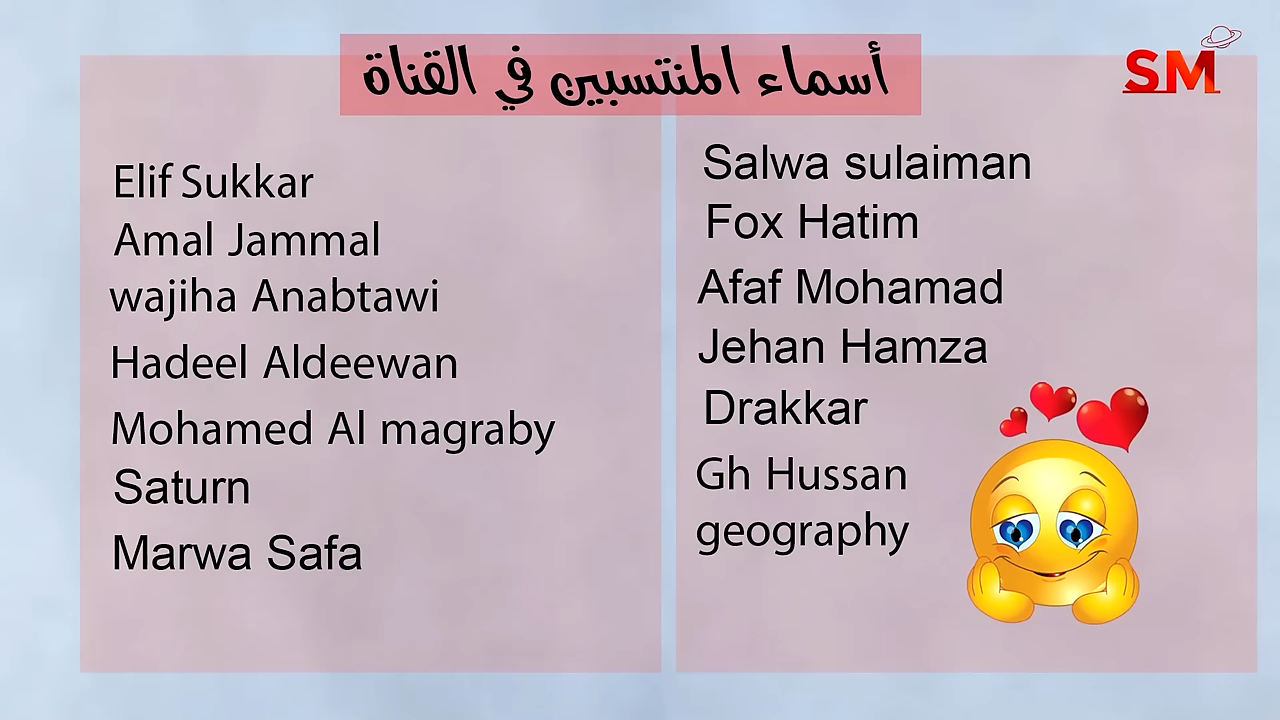 أسماء المنتسبين في القناة
SM
Elif Sukkar
Amal Jammal
wajiha Anabtawi
Hadeel Aldeewan
Mohamed Al magraby
Saturn
Marwa Safa
Salwa sulaiman
Fox Hatim
Afaf Mohamad
Jehan Hamza
Drakkar
Gh Hussan
geography